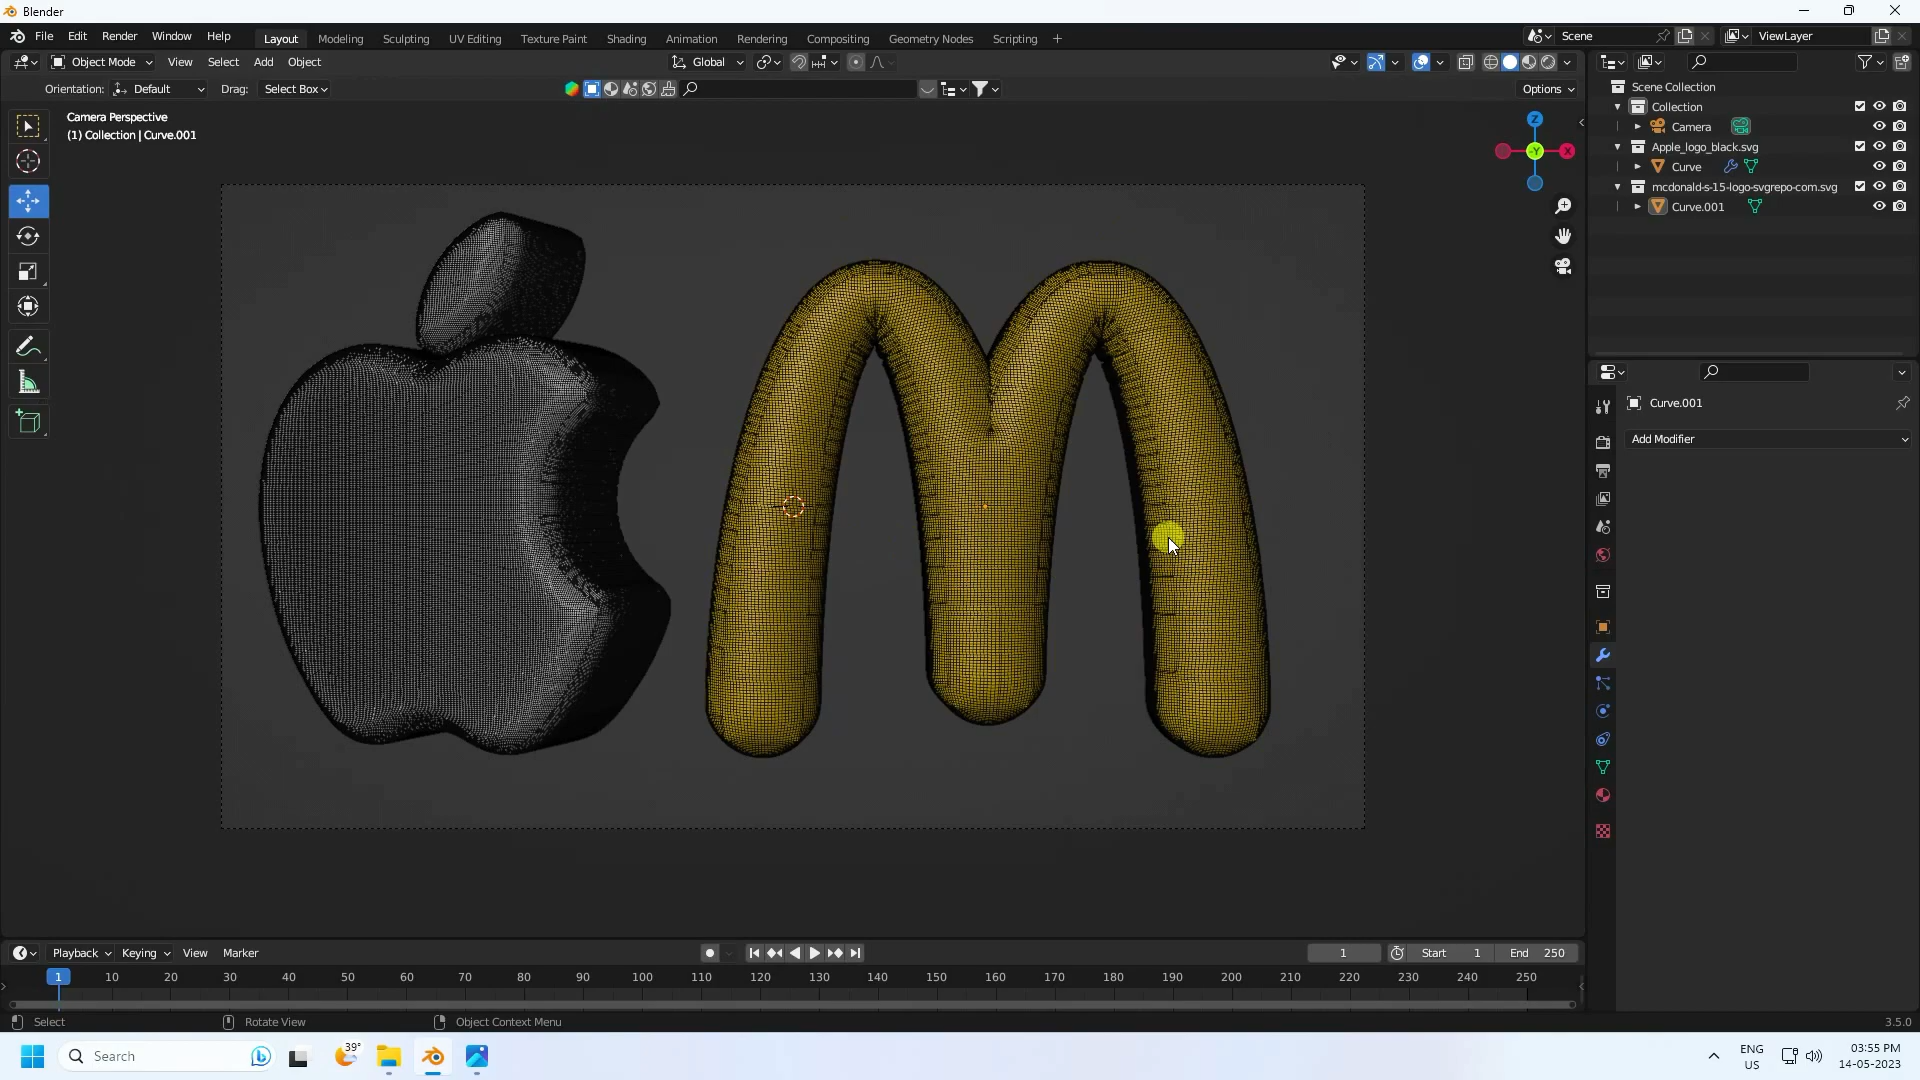 Blender
File Edit Render Window Help Layout Modeling Sculpting UV Editing Texture Paint Shading Animation Rendering Compositing Geometry Nodes Scripting + Scene ViewLayer
Object Mode View Select Add Object Global
Orientation: Default Drag: Select Box Options
Camera Perspective
(1) Collection | Curve.001
Z
-Y
X
Scene Collection
Collection
Camera
Apple_logo_black.svg
Curve
mcdonald-s-15-logo-svgrepo-com.svg
Curve.001
Curve.001
Add Modifier
Playback Keying View Marker 1 Start 1 End 250
1 10 20 30 40 50 60 70 80 90 100 110 120 130 140 150 160 170 180 190 200 210 220 230 240 250
Select Rotate View Object Context Menu 3.5.0
Search 39° ENG US 03:55 PM 14-05-2023